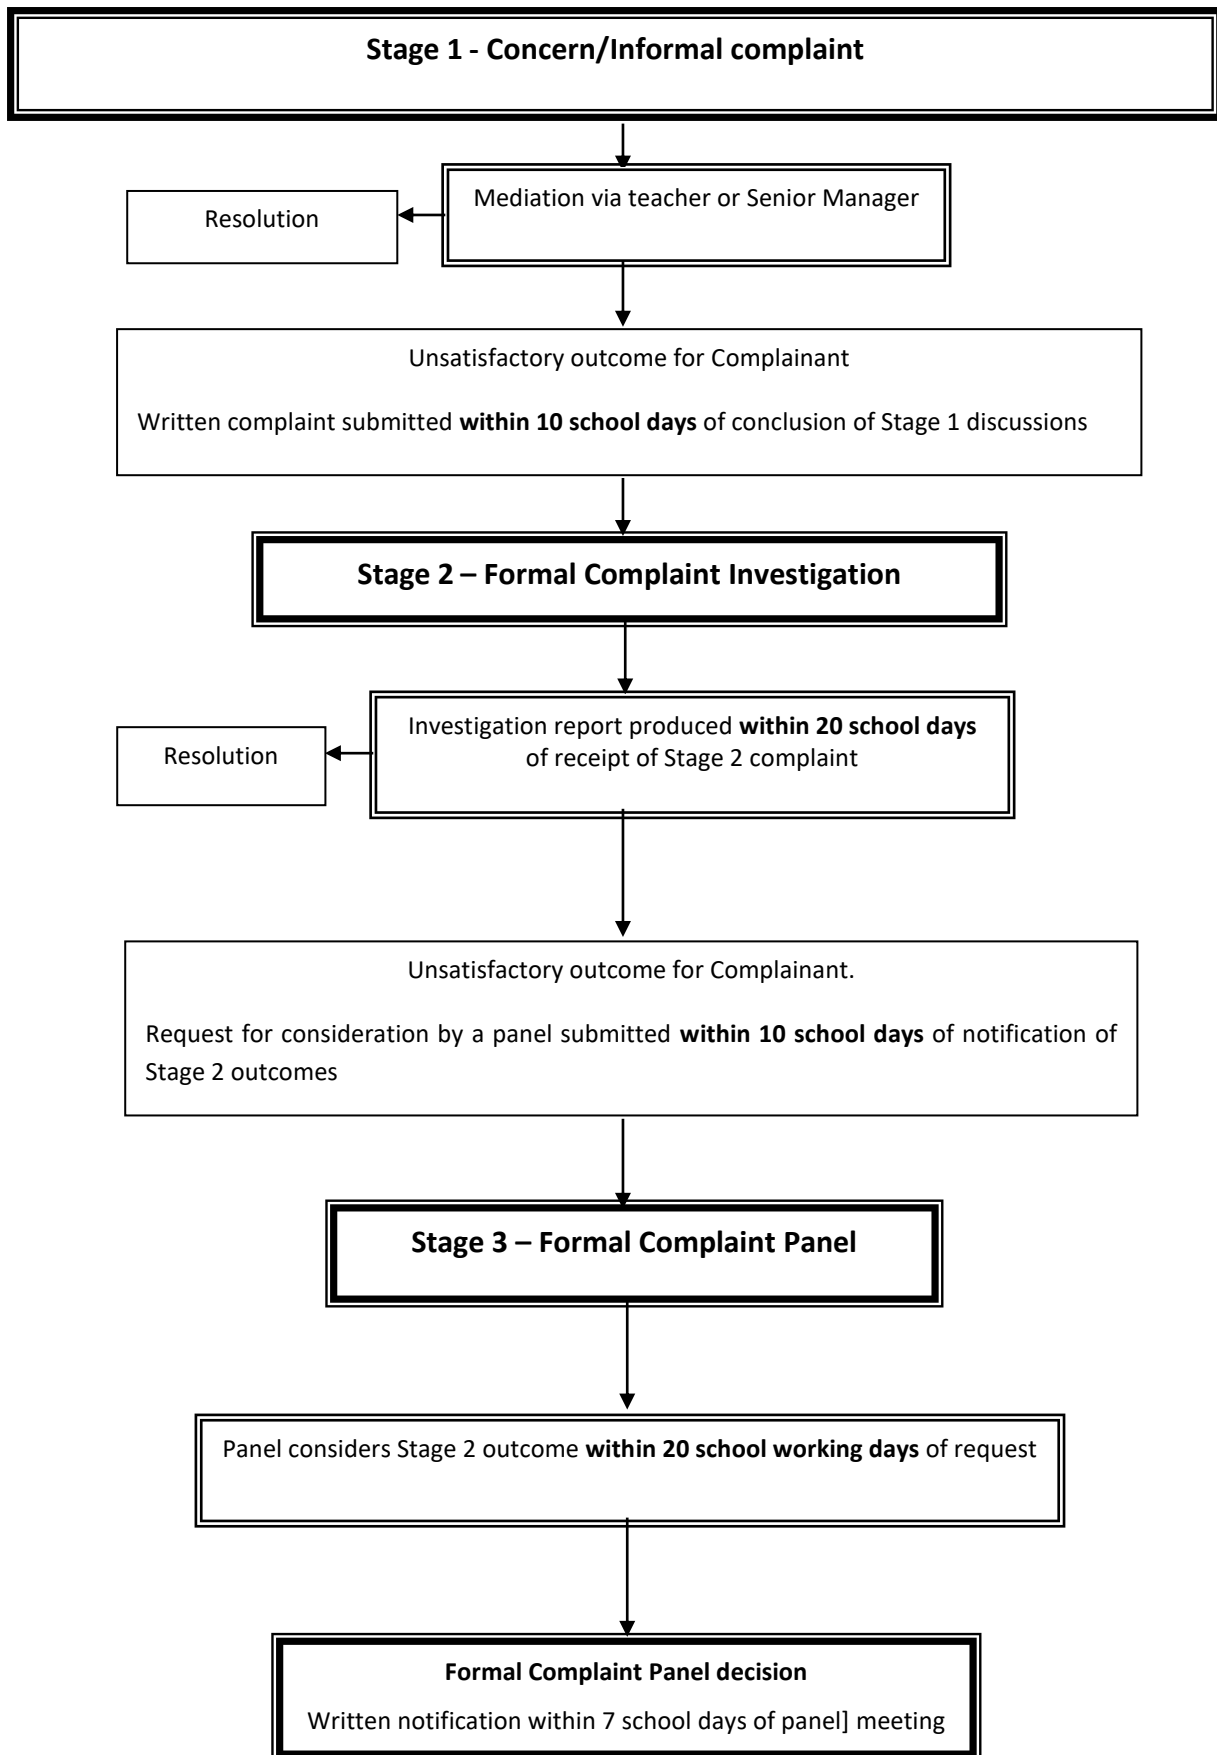 Stage 1 - Concern/Informal complaint
Mediation via teacher or Senior Manager
Resolution
Unsatisfactory outcome for Complainant
Written complaint submitted within 10 school days of conclusion of Stage 1 discussions
Stage 2 – Formal Complaint Investigation
Investigation report produced within 20 school days
of receipt of Stage 2 complaint
Resolution
Unsatisfactory outcome for Complainant.
Request for consideration by a panel submitted within 10 school days of notification of
Stage 2 outcomes
Stage 3 – Formal Complaint Panel
Panel considers Stage 2 outcome within 20 school working days of request
Formal Complaint Panel decision
Written notification within 7 school days of panel] meeting